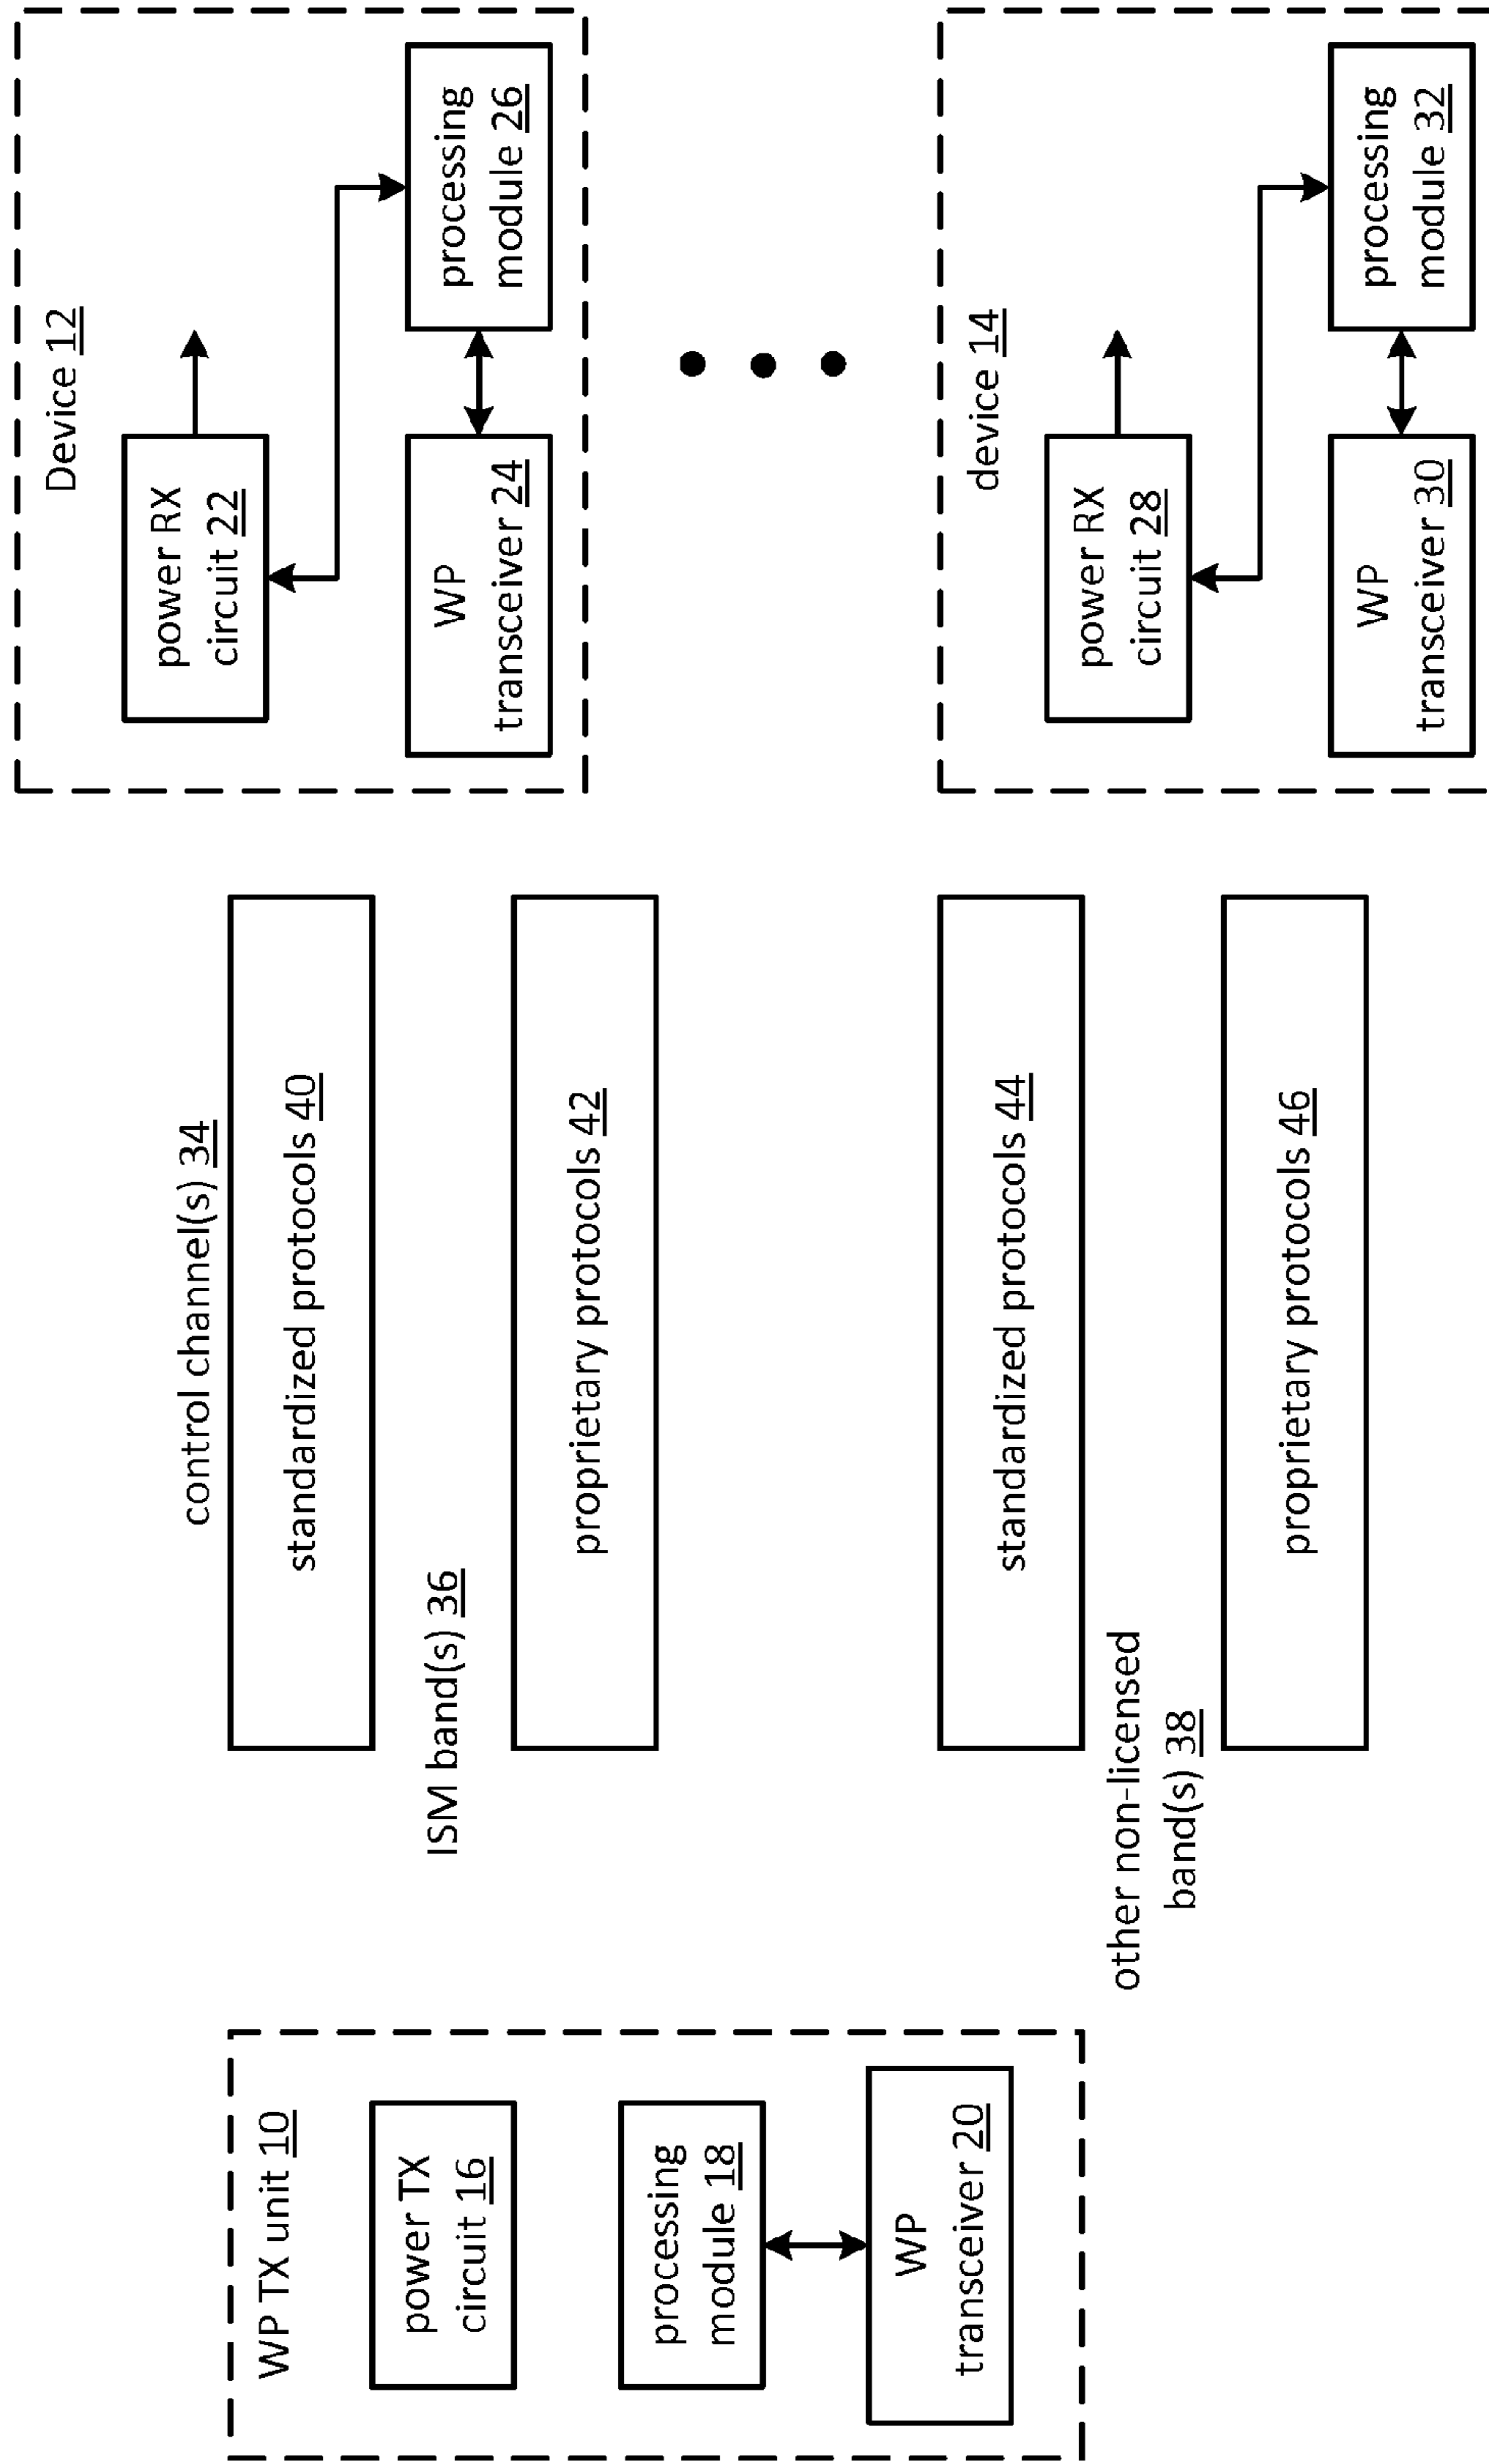 WP TX unit 10
power TX
circuit 16
processing
module 18
WP
transceiver 20
control channel(s) 34
standardized protocols 40
ISM band(s) 36
proprietary protocols 42
standardized protocols 44
other non-licensed
band(s) 38
proprietary protocols 46
Device 12
power RX
circuit 22
WP
transceiver 24
processing
module 26
device 14
power RX
circuit 28
WP
transceiver 30
processing
module 32